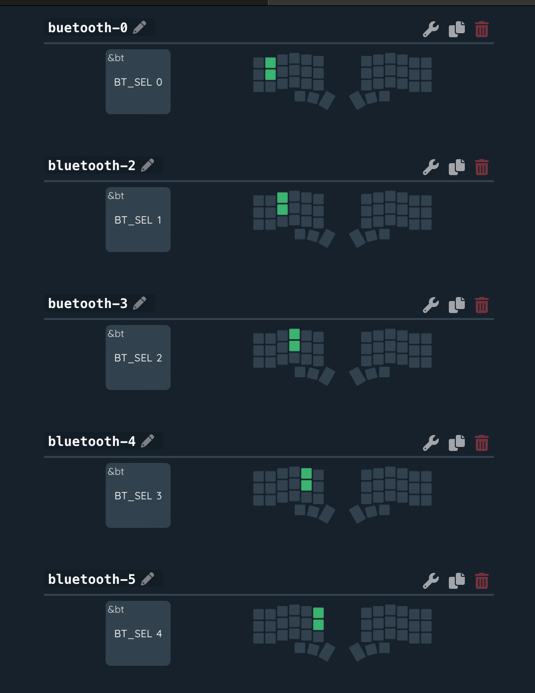 buetooth-0
&bt
BT_SEL 0
bluetooth-2
&bt
BT_SEL 1
buetooth-3
&bt
BT_SEL 2
bluetooth-4
&bt
BT_SEL 3
bluetooth-5
&bt
BT_SEL 4